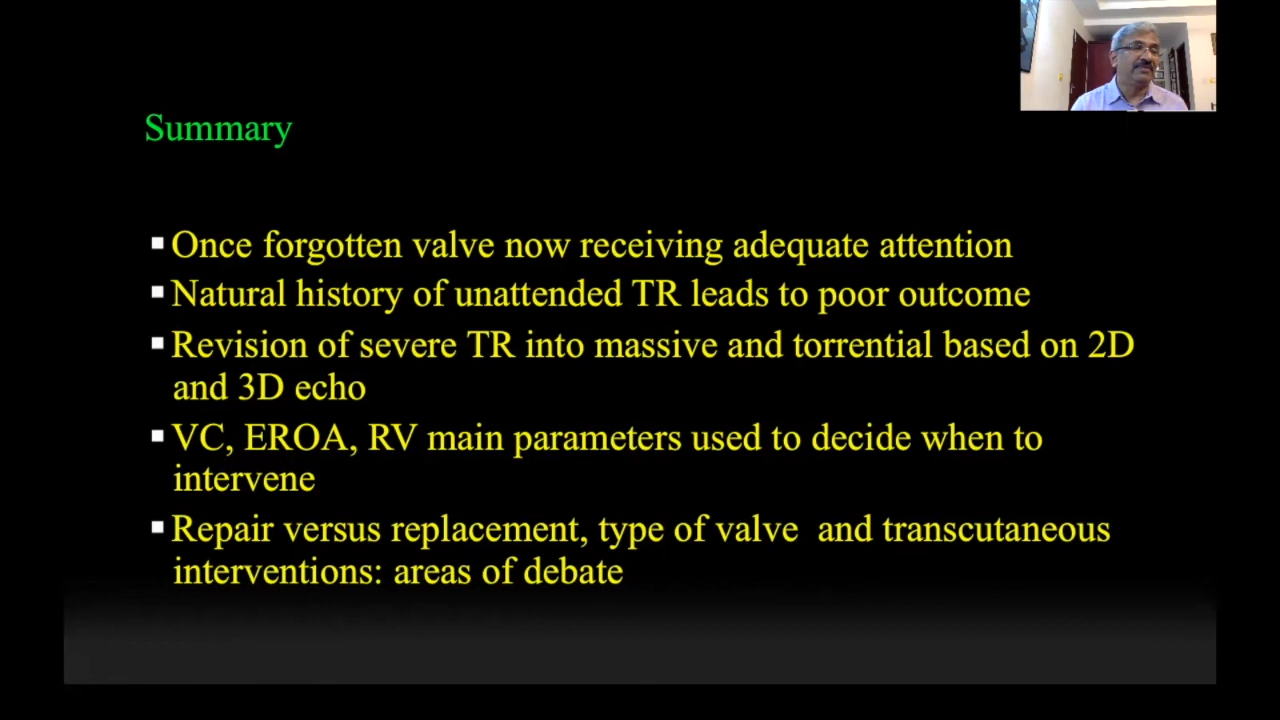 Summary
▪ Once forgotten valve now receiving adequate attention
▪ Natural history of unattended TR leads to poor outcome
▪ Revision of severe TR into massive and torrential based on 2D
and 3D echo
▪ VC, EROA, RV main parameters used to decide when to
intervene
▪ Repair versus replacement, type of valve  and transcutaneous
interventions: areas of debate